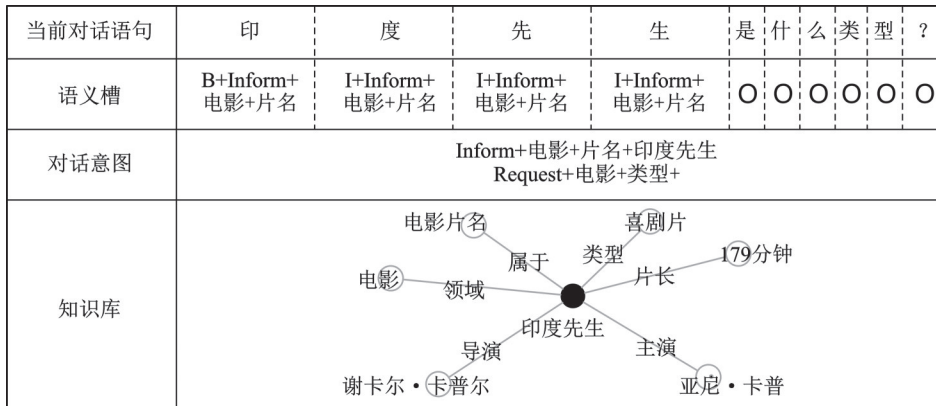 当前对话语句 印 度 先 生 是 什 么 类 型 ?
语义槽 B+Inform+电影+片名 I+Inform+电影+片名 I+Inform+电影+片名 I+Inform+电影+片名 O O O O O O
对话意图
Inform+电影+片名+印度先生
Request+电影+类型+
知识库
电影片名 喜剧片
属于 类型 179分钟
电影 领域 片长
印度先生
导演 主演
谢卡尔·卡普尔 亚尼·卡普